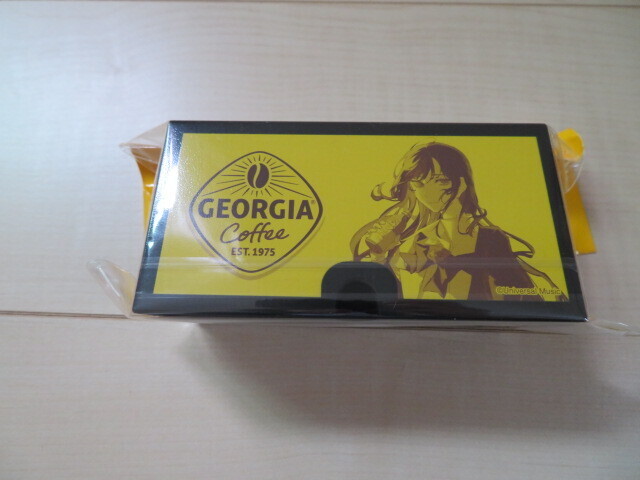 GEORGIA®
Coffee
EST. 1975
©Universal Music